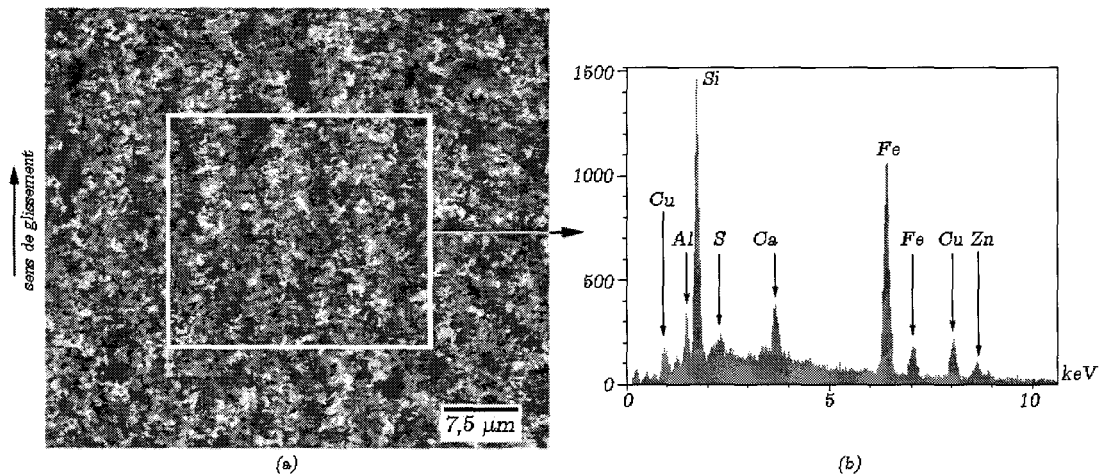 sens de glissement
7,5 µm
(a)
1500
1000
500
0
Cu
Al
Si
S
Ca
Fe
Fe
Cu
Zn
keV
0
5
10
(b)